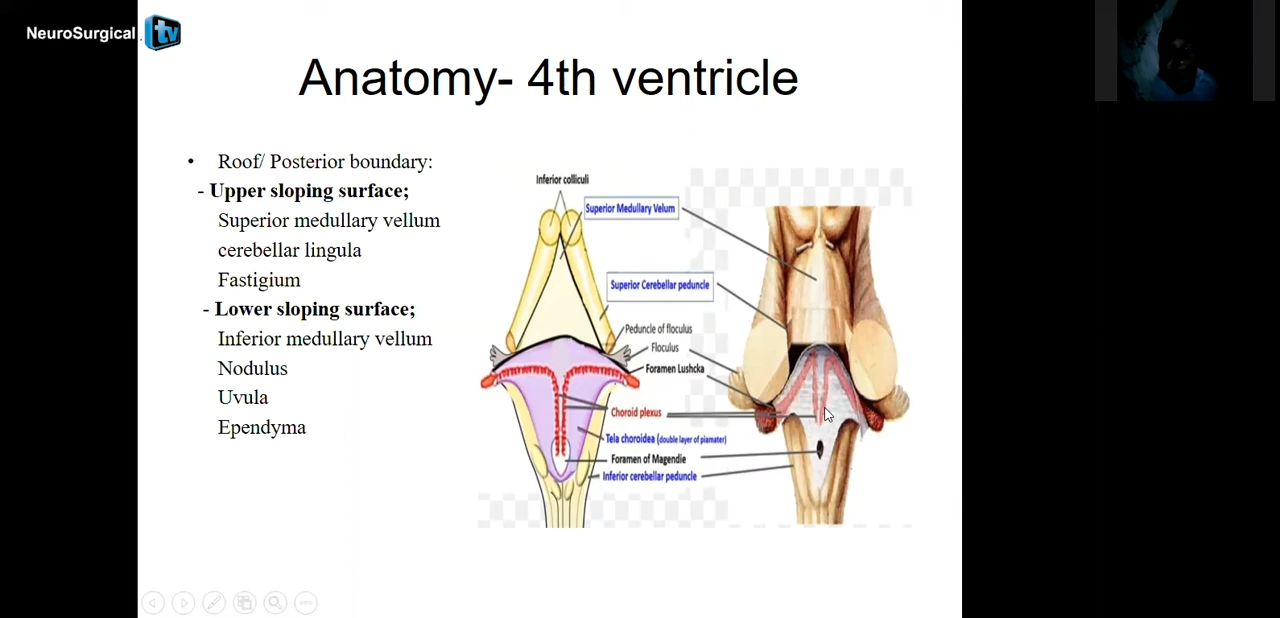 NeuroSurgical tv
Anatomy- 4th ventricle
• Roof/ Posterior boundary:
- Upper sloping surface;
Superior medullary vellum
cerebellar lingula
Fastigium
- Lower sloping surface;
Inferior medullary vellum
Nodulus
Uvula
Ependyma
Inferior colliculi
Superior Medullary Velum
Superior Cerebellar peduncle
Peduncle of floculus
Floculus
Foramen Lushcka
Choroid plexus
Tela choroidea (double layer of piamater)
Foramen of Magendie
Inferior cerebellar peduncle